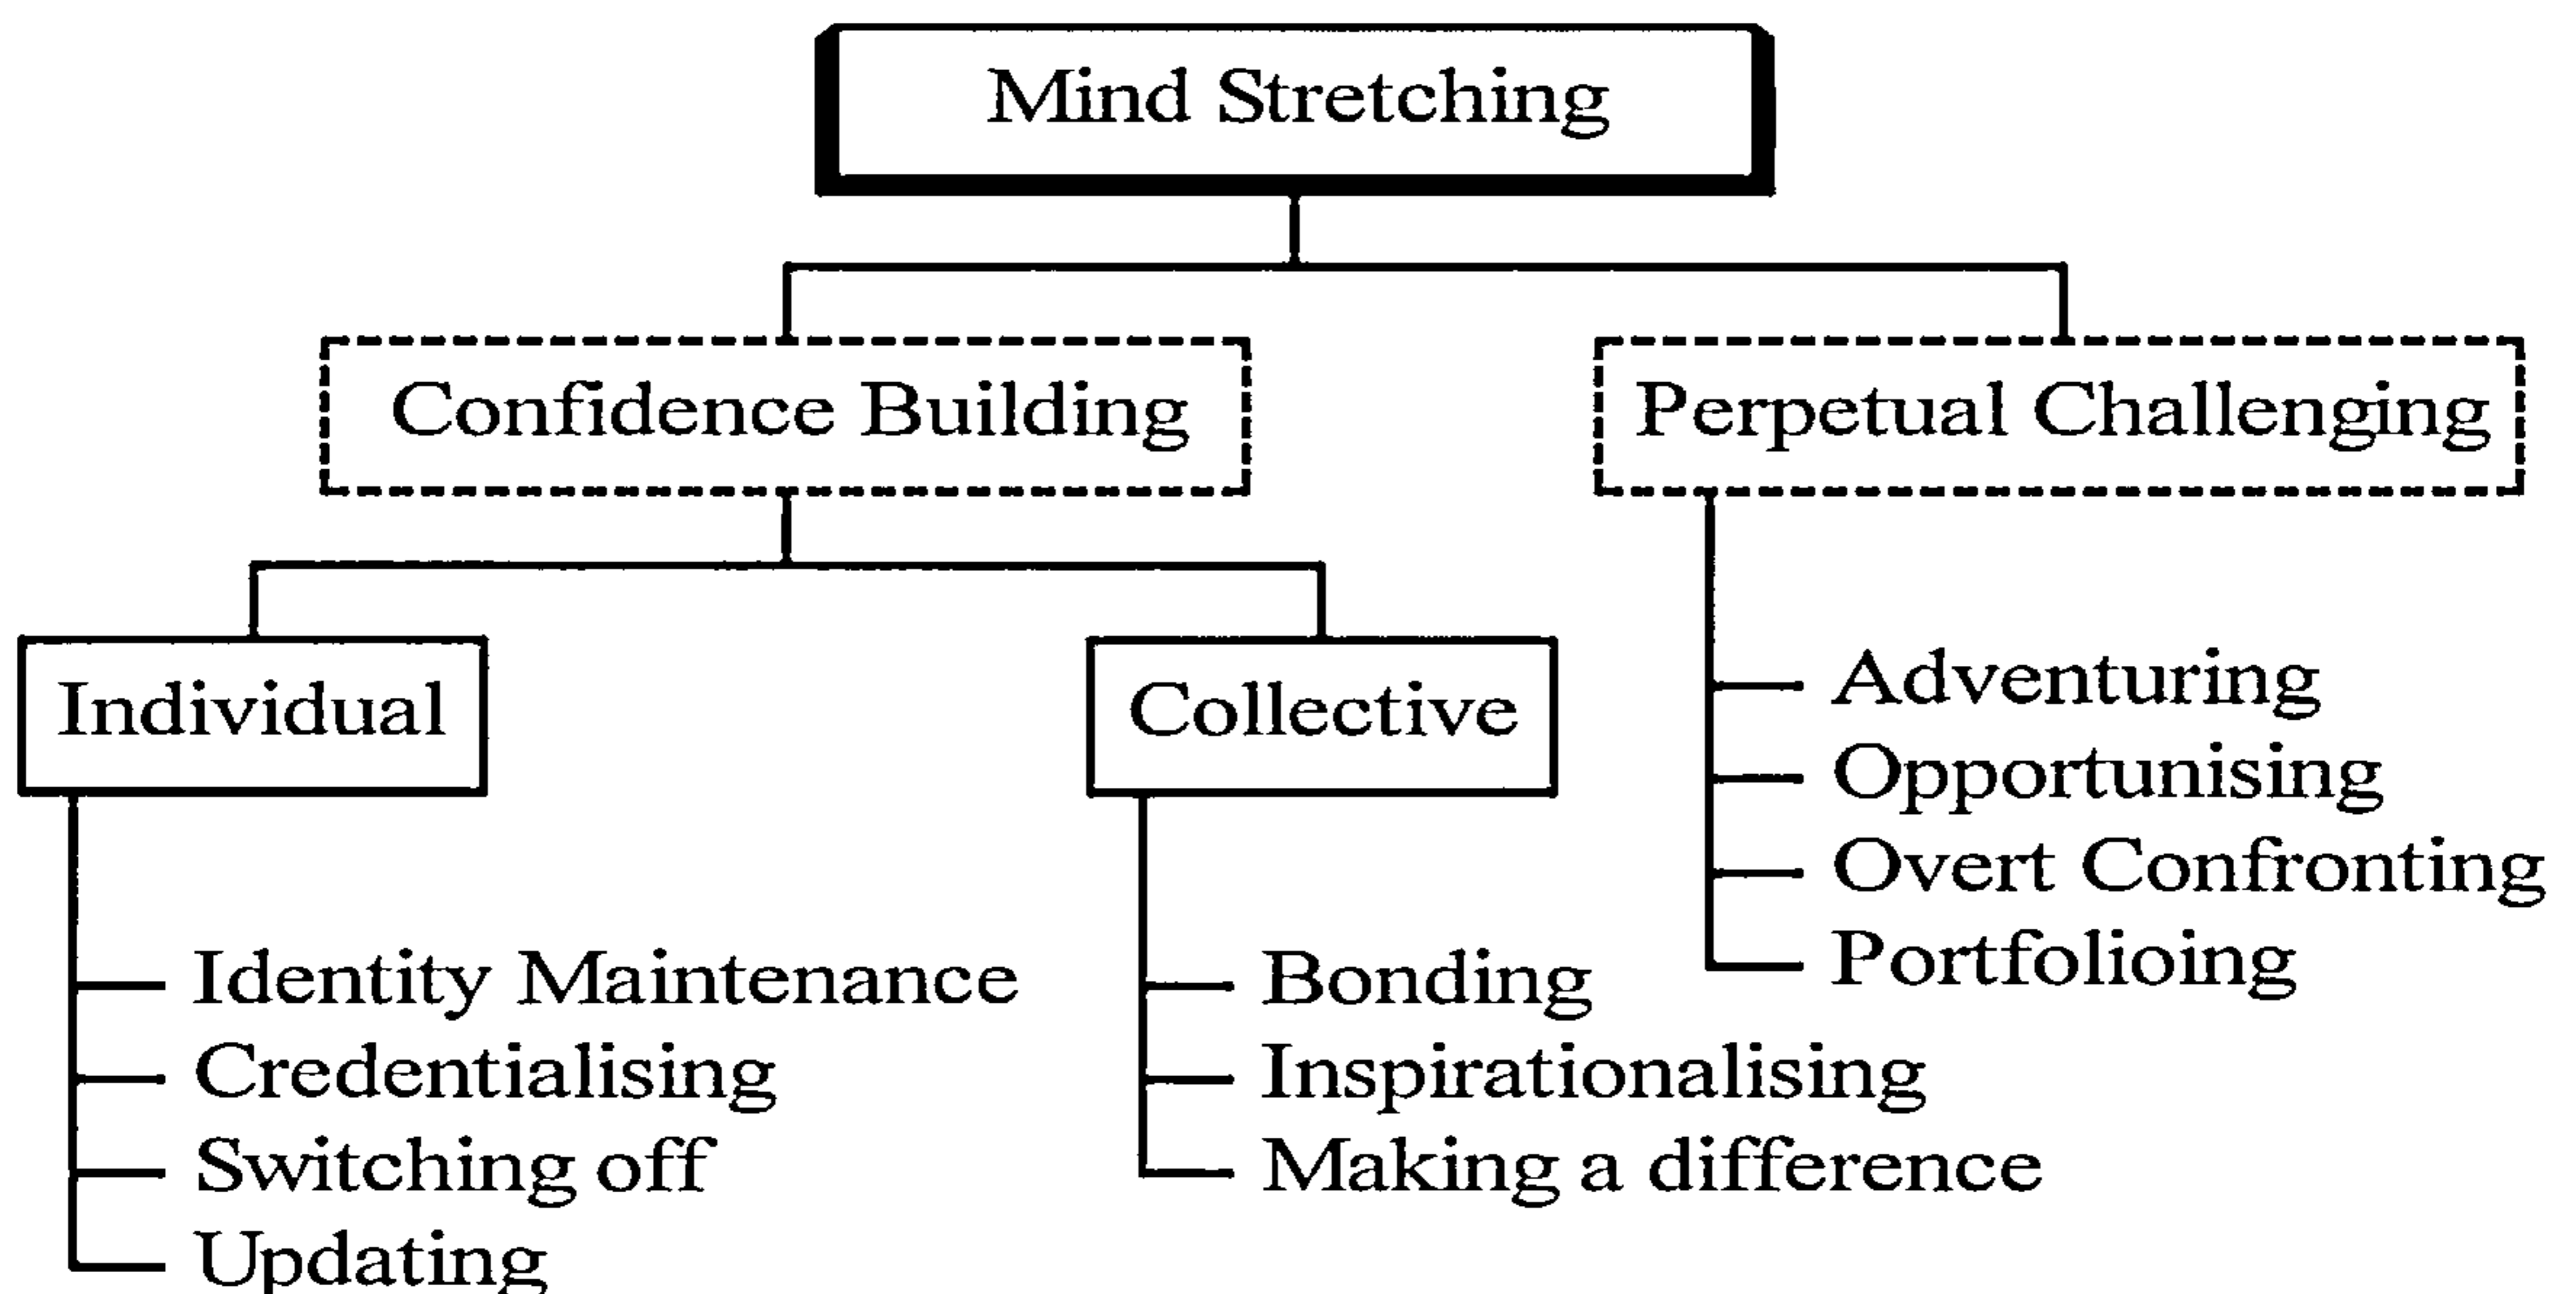 Mind Stretching
Confidence Building
Perpetual Challenging
Individual
Collective
Adventuring
Opportunising
Overt Confronting
Portfolioing
Identity Maintenance
Credentialising
Switching off
Updating
Bonding
Inspirationalising
Making a difference